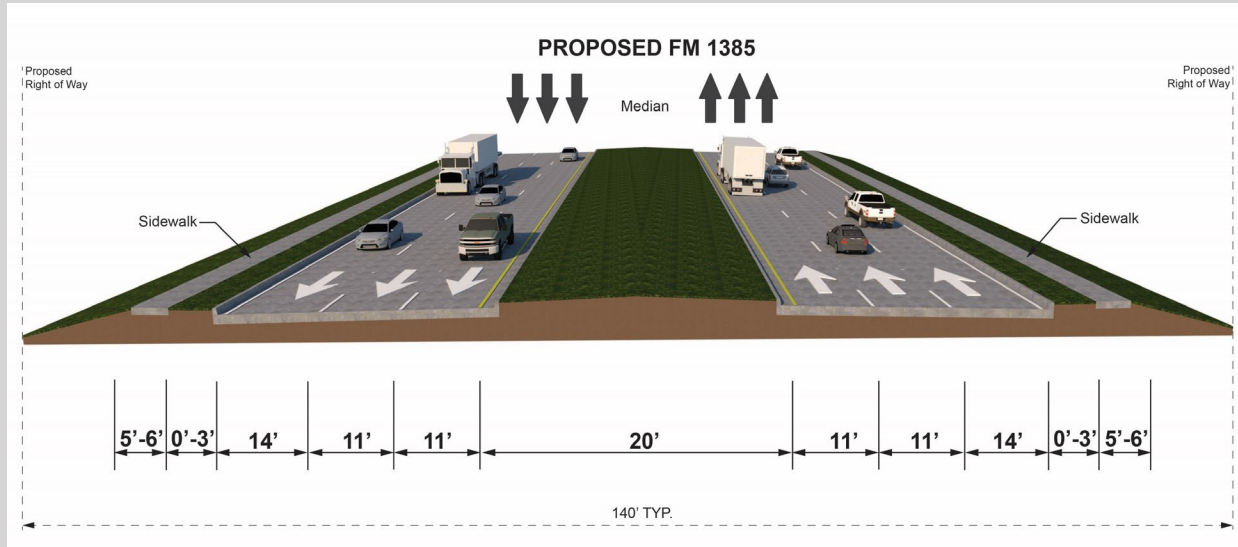 PROPOSED FM 1385
Proposed
Right of Way
Median
Proposed
Right of Way
Sidewalk
Sidewalk
5’-6’ 0’-3’ 14’ 11’ 11’ 20’ 11’ 11’ 14’ 0’-3’ 5’-6’
140’ TYP.